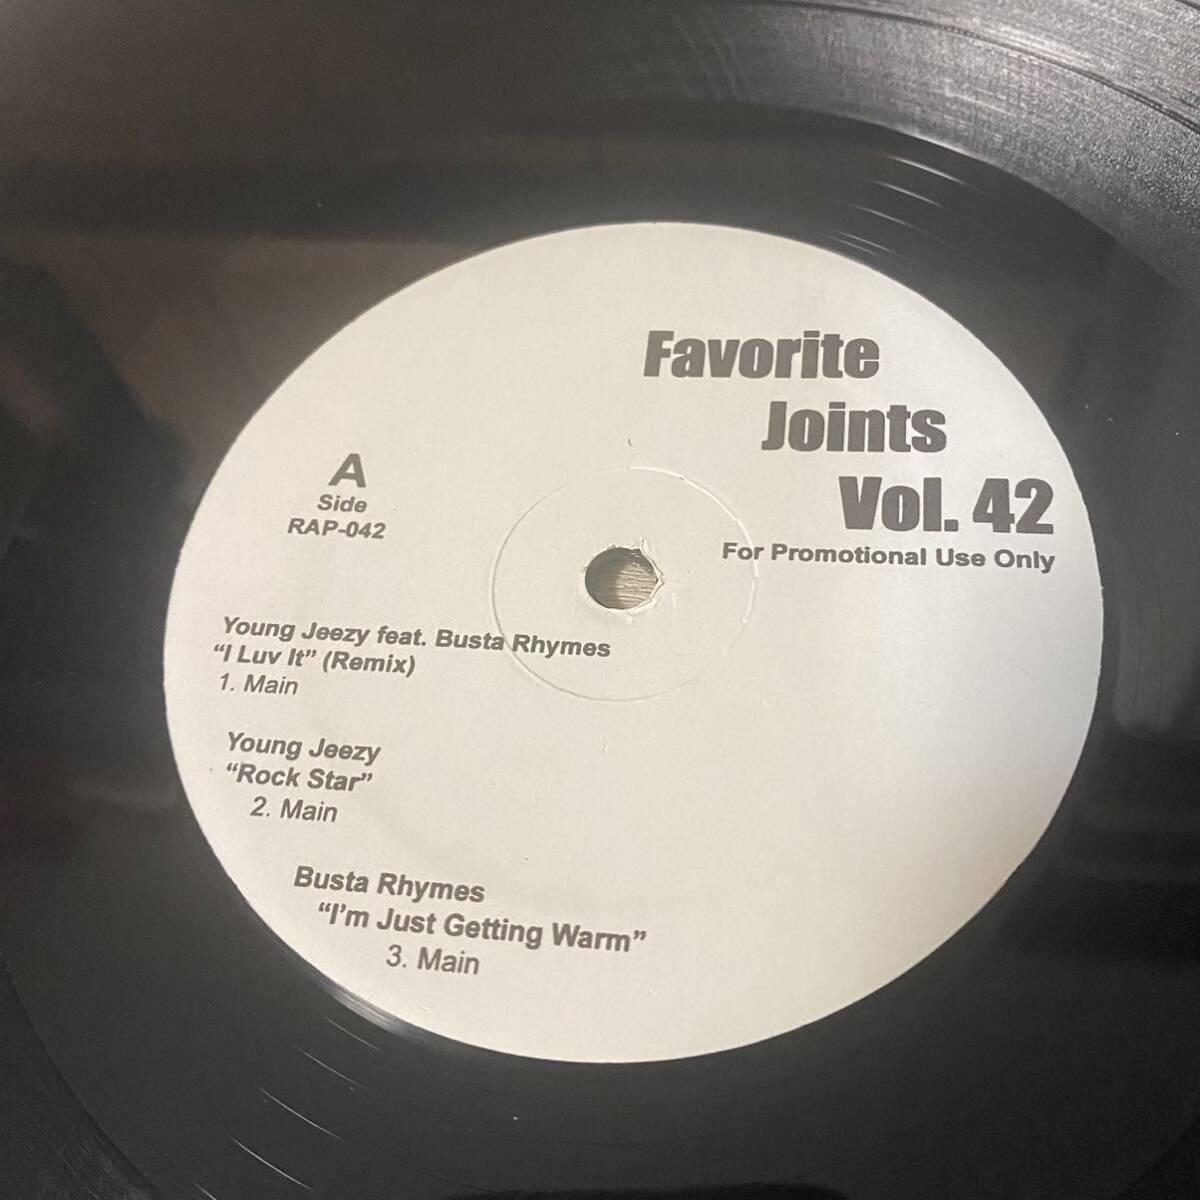 Favorite
Joints
Vol. 42
For Promotional Use Only
A
Side
RAP-042
Young Jeezy feat. Busta Rhymes
“I Luv It” (Remix)
1. Main
Young Jeezy
“Rock Star”
2. Main
Busta Rhymes
“I’m Just Getting Warm”
3. Main